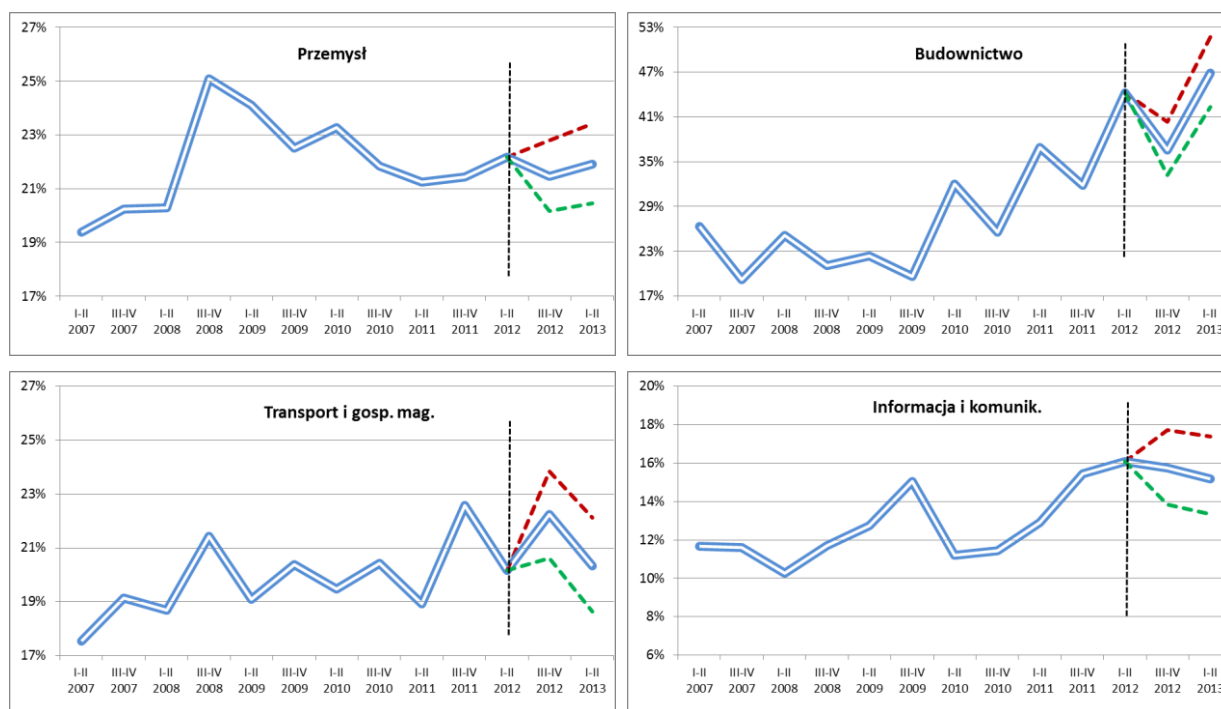 Przemysł
27%
25%
23%
21%
19%
17%
I-II III-IV I-II III-IV I-II III-IV I-II III-IV I-II III-IV I-II III-IV I-II
2007 2007 2008 2008 2009 2009 2010 2010 2011 2011 2012 2012 2013
Budownictwo
53%
47%
41%
35%
29%
23%
17%
I-II III-IV I-II III-IV I-II III-IV I-II III-IV I-II III-IV I-II III-IV I-II
2007 2007 2008 2008 2009 2009 2010 2010 2011 2011 2012 2012 2013
Transport i gosp. mag.
27%
25%
23%
21%
19%
17%
I-II III-IV I-II III-IV I-II III-IV I-II III-IV I-II III-IV I-II III-IV I-II
2007 2007 2008 2008 2009 2009 2010 2010 2011 2011 2012 2012 2013
Informacja i komunik.
20%
18%
16%
14%
12%
10%
8%
6%
I-II III-IV I-II III-IV I-II III-IV I-II III-IV I-II III-IV I-II III-IV I-II
2007 2007 2008 2008 2009 2009 2010 2010 2011 2011 2012 2012 2013